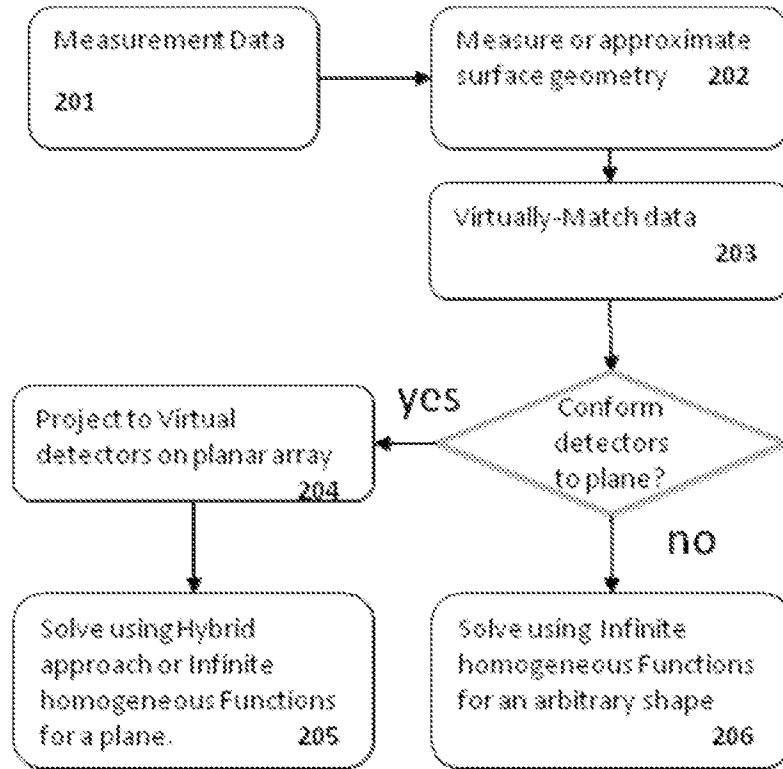 Measurement Data
201
Measure or approximate
surface geometry 202
Virtually-Match data
203
Conform
detectors
to plane?
yes
no
Project to Virtual
detectors on planar array
204
Solve using Hybrid
approach or Infinite
homogeneous Functions
for a plane. 205
Solve using Infinite
homogeneous Functions
for an arbitrary shape
206